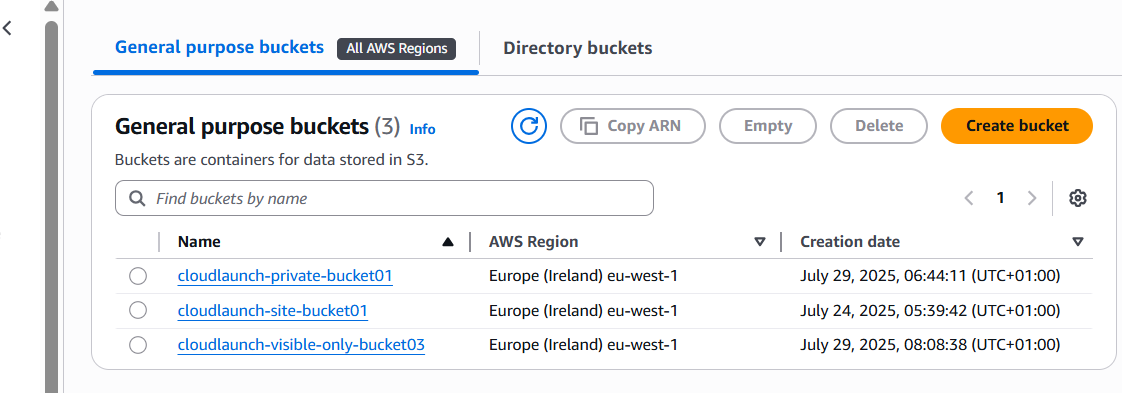 General purpose buckets All AWS Regions Directory buckets
General purpose buckets (3) Info Copy ARN Empty Delete Create bucket
Buckets are containers for data stored in S3.
Find buckets by name 1
Name AWS Region Creation date
cloudlaunch-private-bucket01 Europe (Ireland) eu-west-1 July 29, 2025, 06:44:11 (UTC+01:00)
cloudlaunch-site-bucket01 Europe (Ireland) eu-west-1 July 24, 2025, 05:39:42 (UTC+01:00)
cloudlaunch-visible-only-bucket03 Europe (Ireland) eu-west-1 July 29, 2025, 08:08:38 (UTC+01:00)